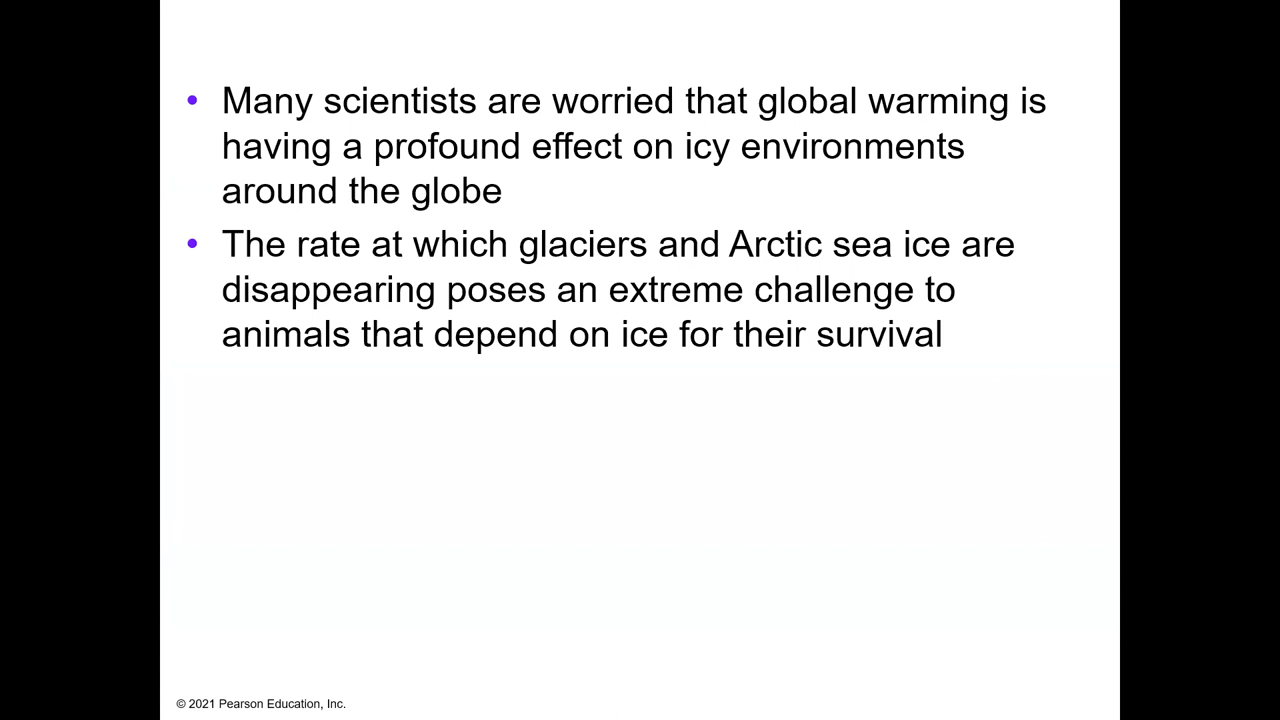 • Many scientists are worried that global warming is
having a profound effect on icy environments
around the globe
• The rate at which glaciers and Arctic sea ice are
disappearing poses an extreme challenge to
animals that depend on ice for their survival
© 2021 Pearson Education, Inc.